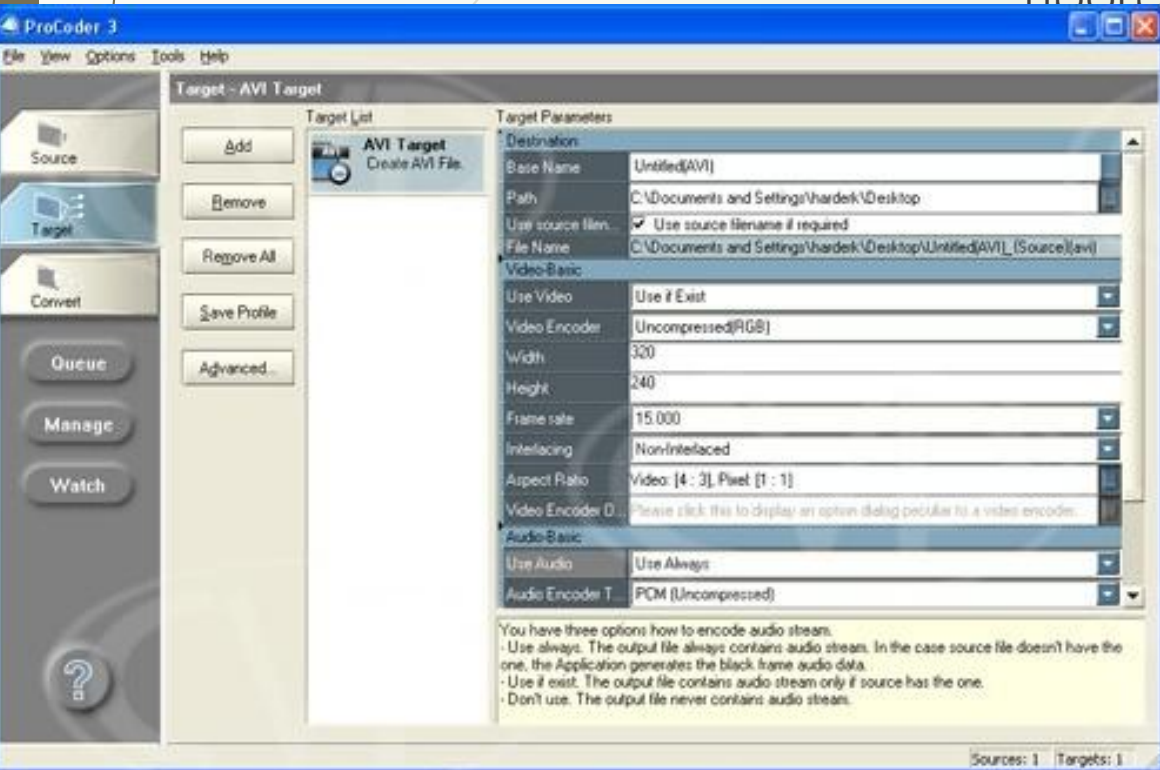 ProCoder 3
File View Options Tools Help
Target - AVI Target
Source
Target
Convert
Queue
Manage
Watch
Add
Remove
Remove All
Save Profile
Advanced...
Target List
AVI Target
Create AVI File.
Target Parameters
Destination
Base Name Untitled(AVI)
Path C:\Documents and Settings\harderk\Desktop
Use source filen... Use source filename if required
File Name C:\Documents and Settings\harderk\Desktop\Untitled(AVI)_(Source)(avi)
Video-Basic
Use Video Use if Exist
Video Encoder Uncompressed(RGB)
Width 320
Height 240
Frame rate 15.000
Interlacing Non-Interlaced
Aspect Ratio Video: [4 : 3], Pixel: [1 : 1]
Video Encoder O... Please click this to display an option dialog peculiar to a video encoder.
Audio-Basic
Use Audio Use Always
Audio Encoder T... PCM (Uncompressed)
You have three options how to encode audio stream.
- Use always. The output file always contains audio stream. In the case source file doesn't have the
one, the Application generates the black frame audio data.
- Use if exist. The output file contains audio stream only if source has the one.
- Don't use. The output file never contains audio stream.
Sources: 1 Targets: 1